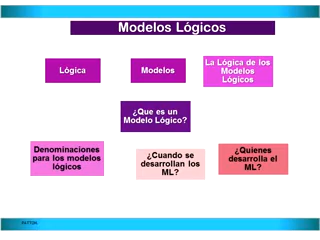 Modelos Lógicos
Lógica
Modelos
La Lógica de los
Modelos
Lógicos
¿Que es un
Modelo Lógico?
Denominaciones
para los modelos
lógicos
¿Cuando se
desarrollan los
ML?
¿Quienes
desarrolla el
ML?
PATTON